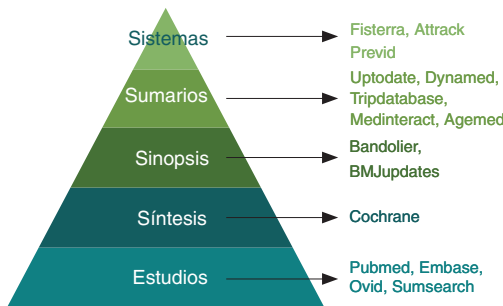 Sistemas
Fisterra, Attrack
Previd
Sumarios
Uptodate, Dynamed,
Tripdatabase,
Medinteract, Agemed
Sinopsis
Bandolier,
BMJupdates
Síntesis
Cochrane
Estudios
Pubmed, Embase,
Ovid, Sumsearch